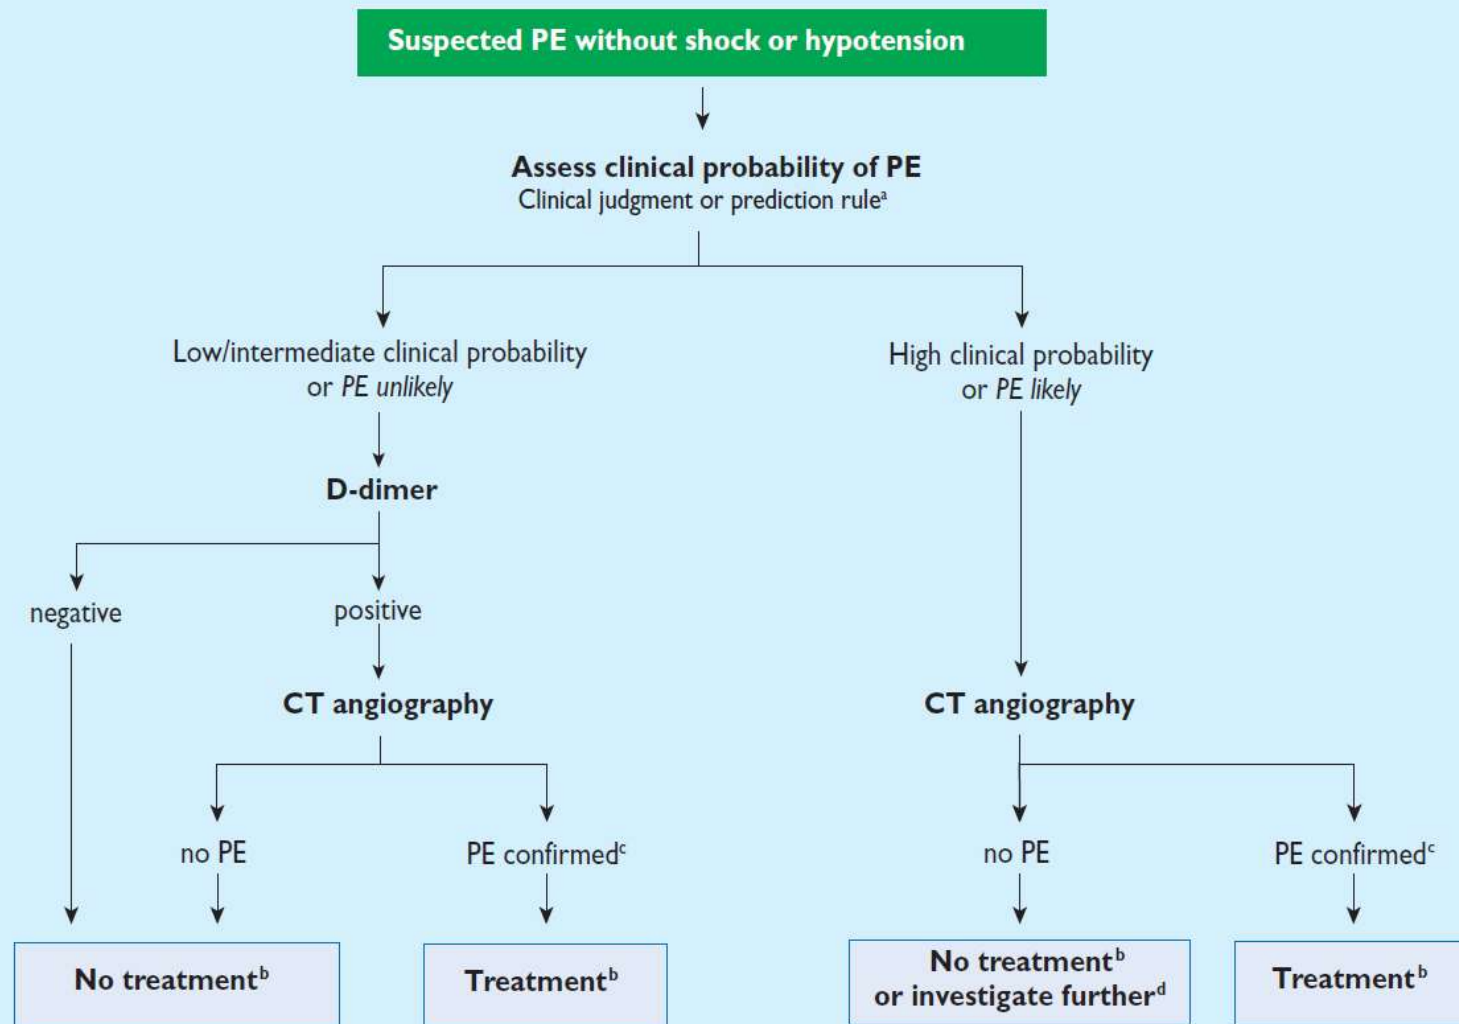 Suspected PE without shock or hypotension
Assess clinical probability of PE
Clinical judgment or prediction ruleᵃ
Low/intermediate clinical probability
or PE unlikely
High clinical probability
or PE likely
D-dimer
negative
positive
CT angiography
CT angiography
no PE
PE confirmedᶜ
no PE
PE confirmedᶜ
No treatmentᵇ
Treatmentᵇ
No treatmentᵇ
or investigate furtherᵈ
Treatmentᵇ